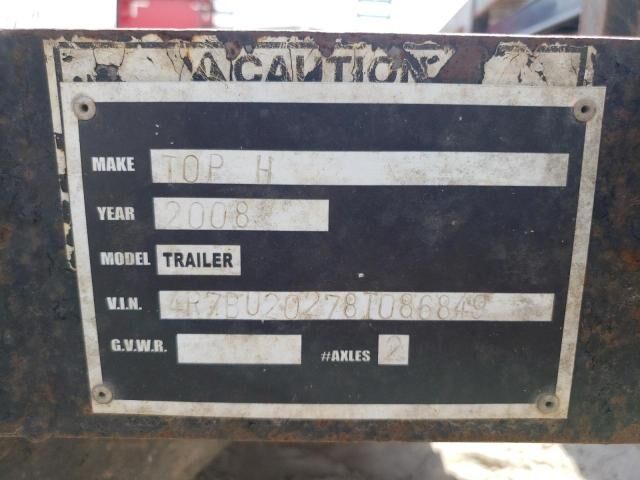 CAUTION
MAKE TOP H
YEAR 2008
MODEL TRAILER
V.I.N. 4R7BU20278T086849
G.V.W.R. #AXLES 2